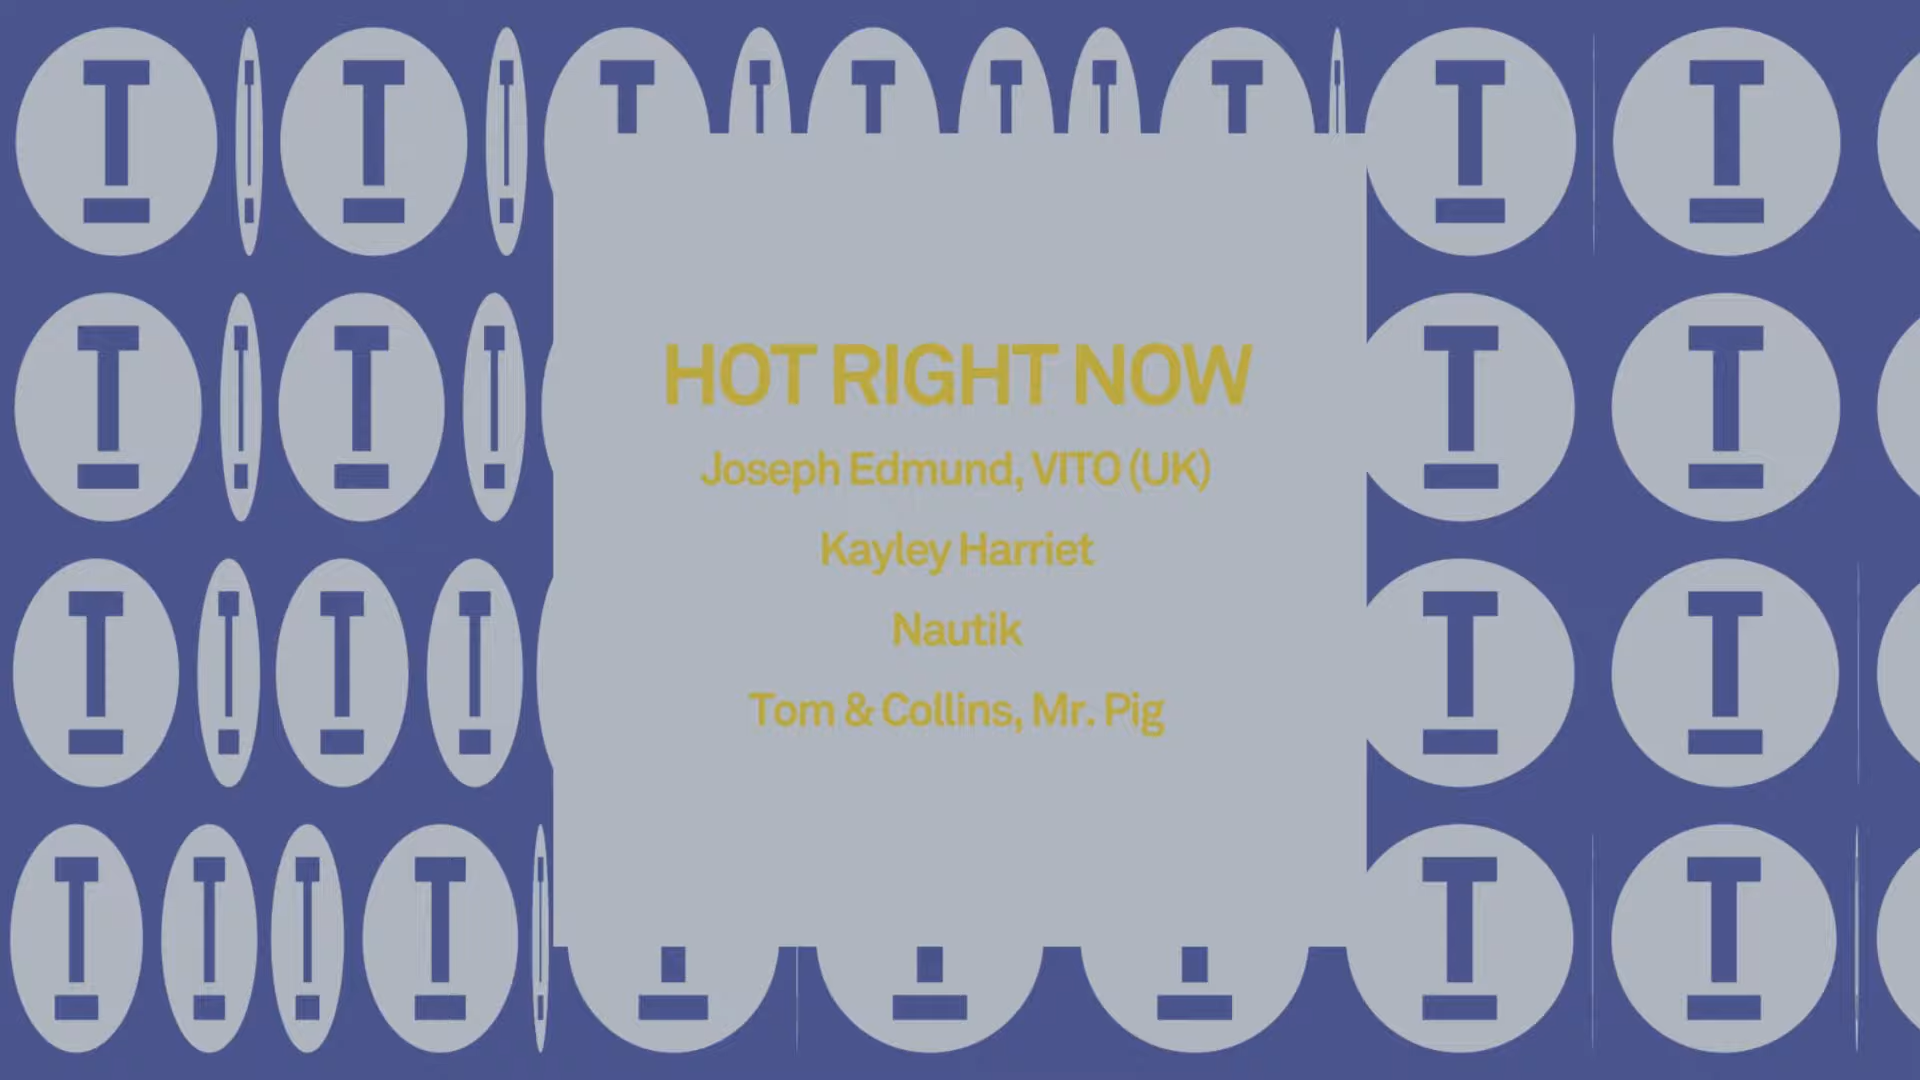 HOT RIGHT NOW
Joseph Edmund, VITO (UK)
Kayley Harriet
Nautik
Tom & Collins, Mr. Pig